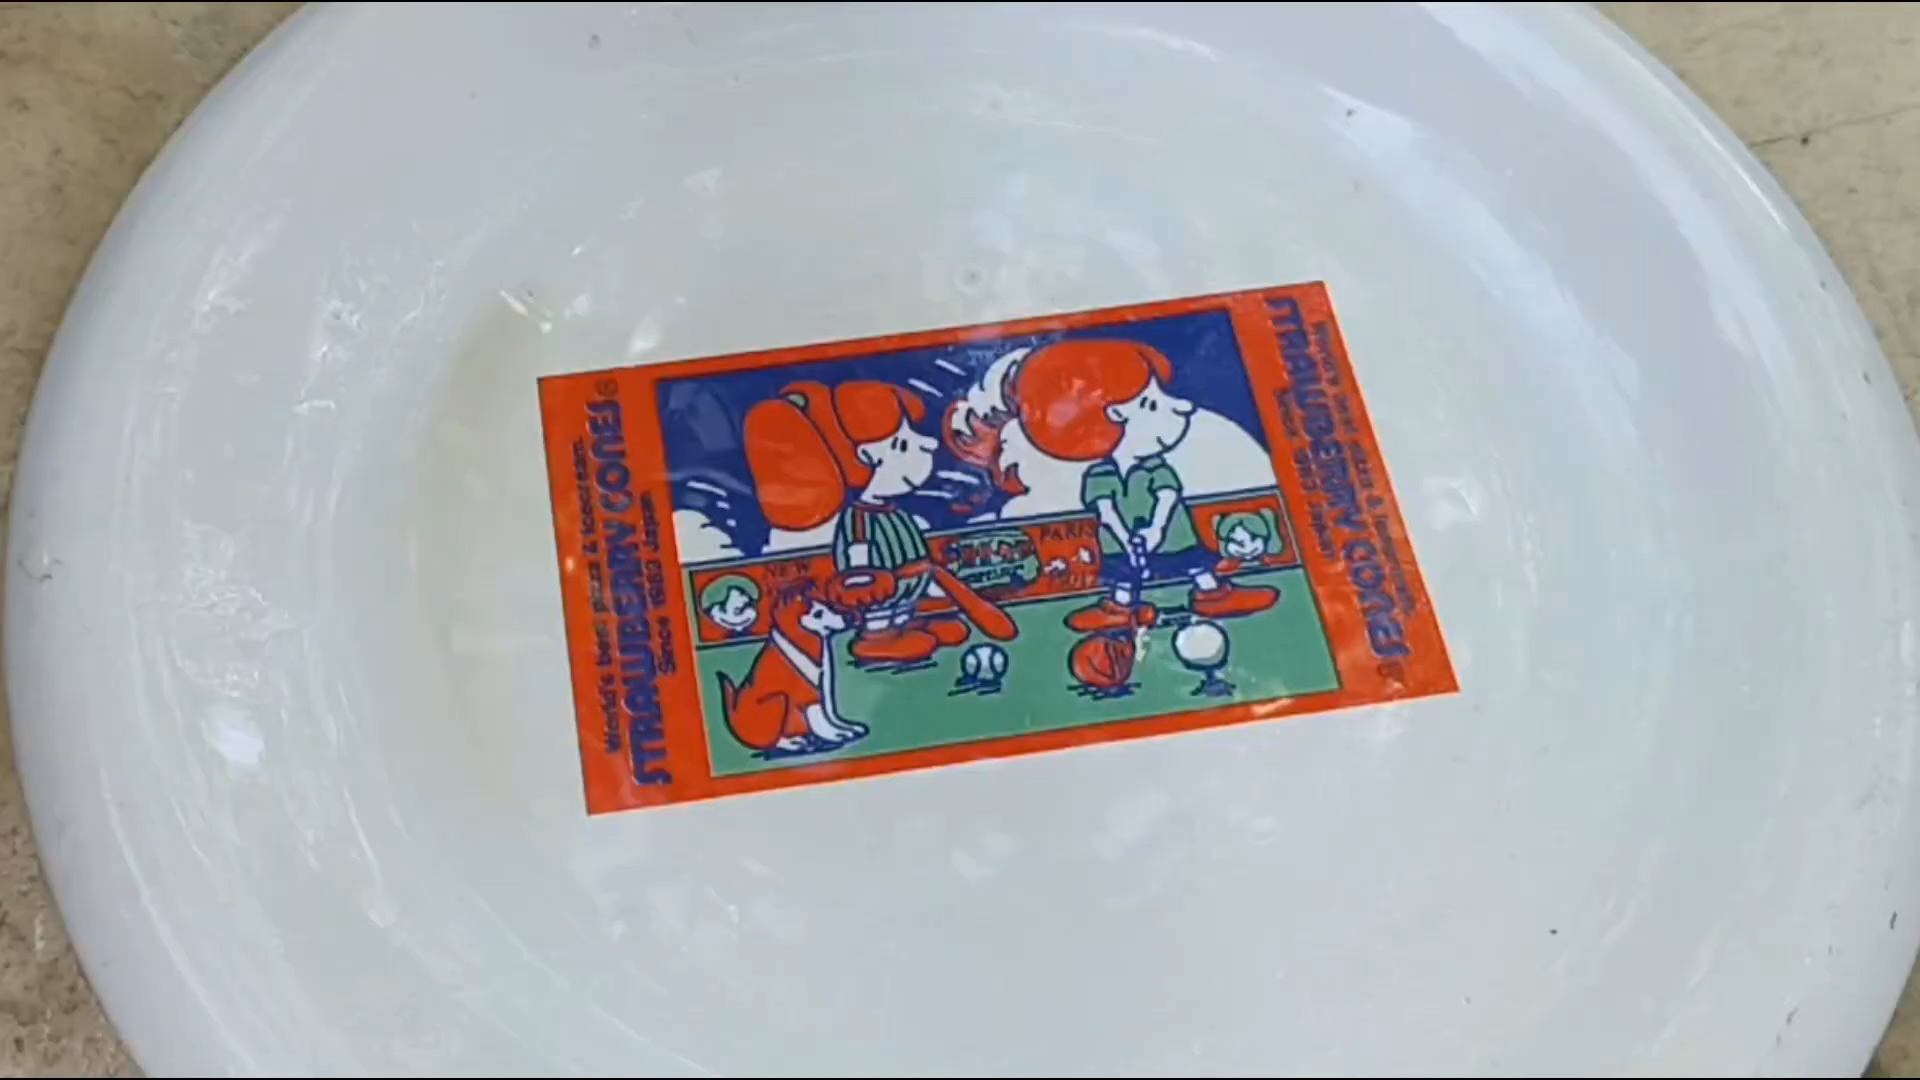 World's best pizza & icecream.
STRAWBERRY CONES®
Since 1983 Japan
NEW
PARIS
World's best pizza & icecream.
STRAWBERRY CONES®
Since 1983 Japan